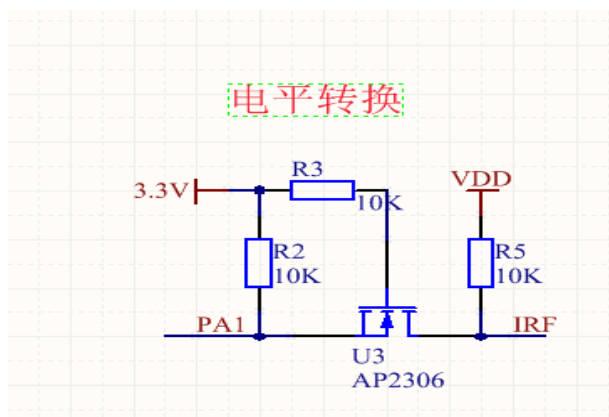 电平转换
R3
3.3V
10K
VDD
R2
10K
R5
10K
PA1
IRF
U3
AP2306